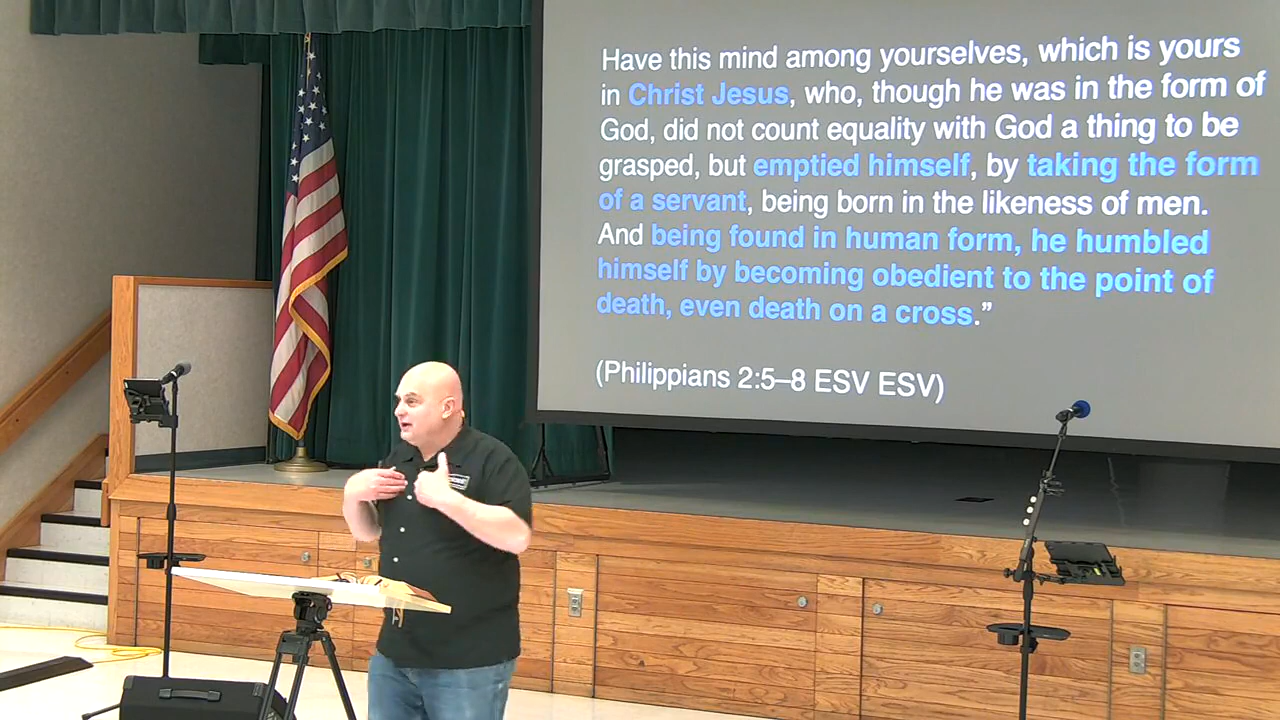 Have this mind among yourselves, which is yours
in Christ Jesus, who, though he was in the form of
God, did not count equality with God a thing to be
grasped, but emptied himself, by taking the form
of a servant, being born in the likeness of men.
And being found in human form, he humbled
himself by becoming obedient to the point of
death, even death on a cross.”
(Philippians 2:5–8 ESV ESV)